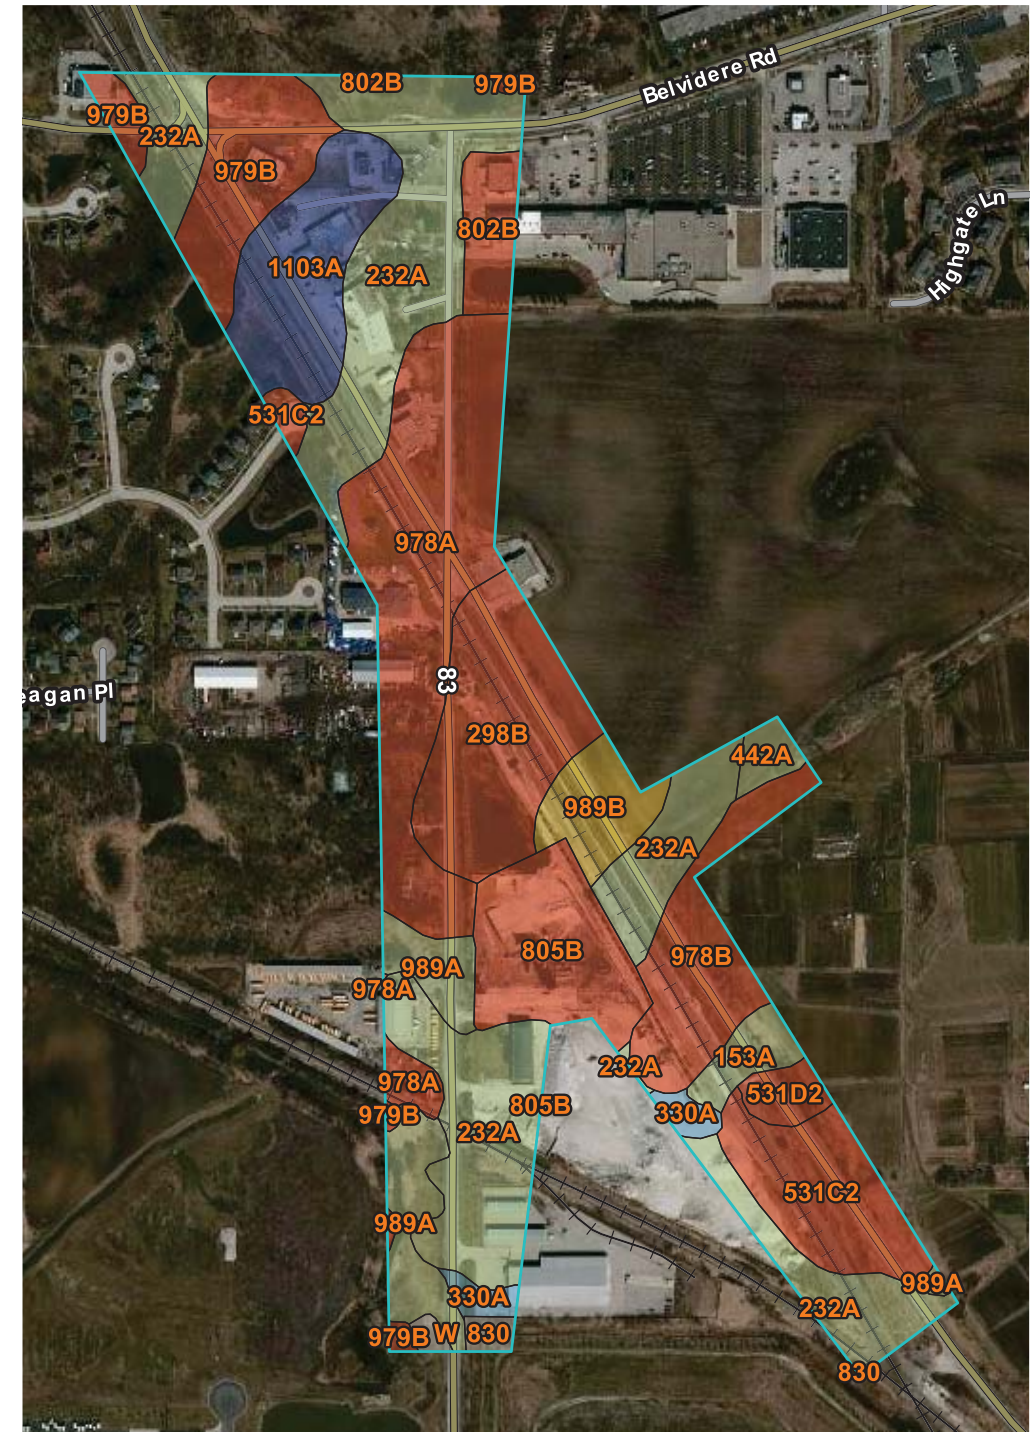 802B
979B
Belvidere Rd
979B
232A
979B
802B
Highgate Ln
1103A
232A
531C2
978A
83
eagan Pl
298B
442A
989B
232A
805B
978B
989A
978A
153A
232A
978A
531D2
805B
330A
979B
232A
531C2
989A
989A
330A
232A
979B
W
830
830